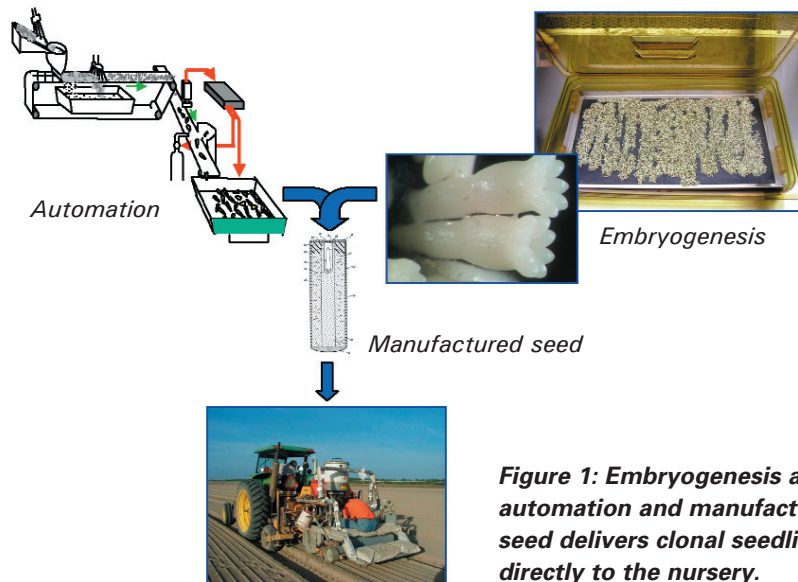 Automation
Embryogenesis
Manufactured seed
Figure 1: Embryogenesis a
automation and manufact
seed delivers clonal seedli
directly to the nursery.